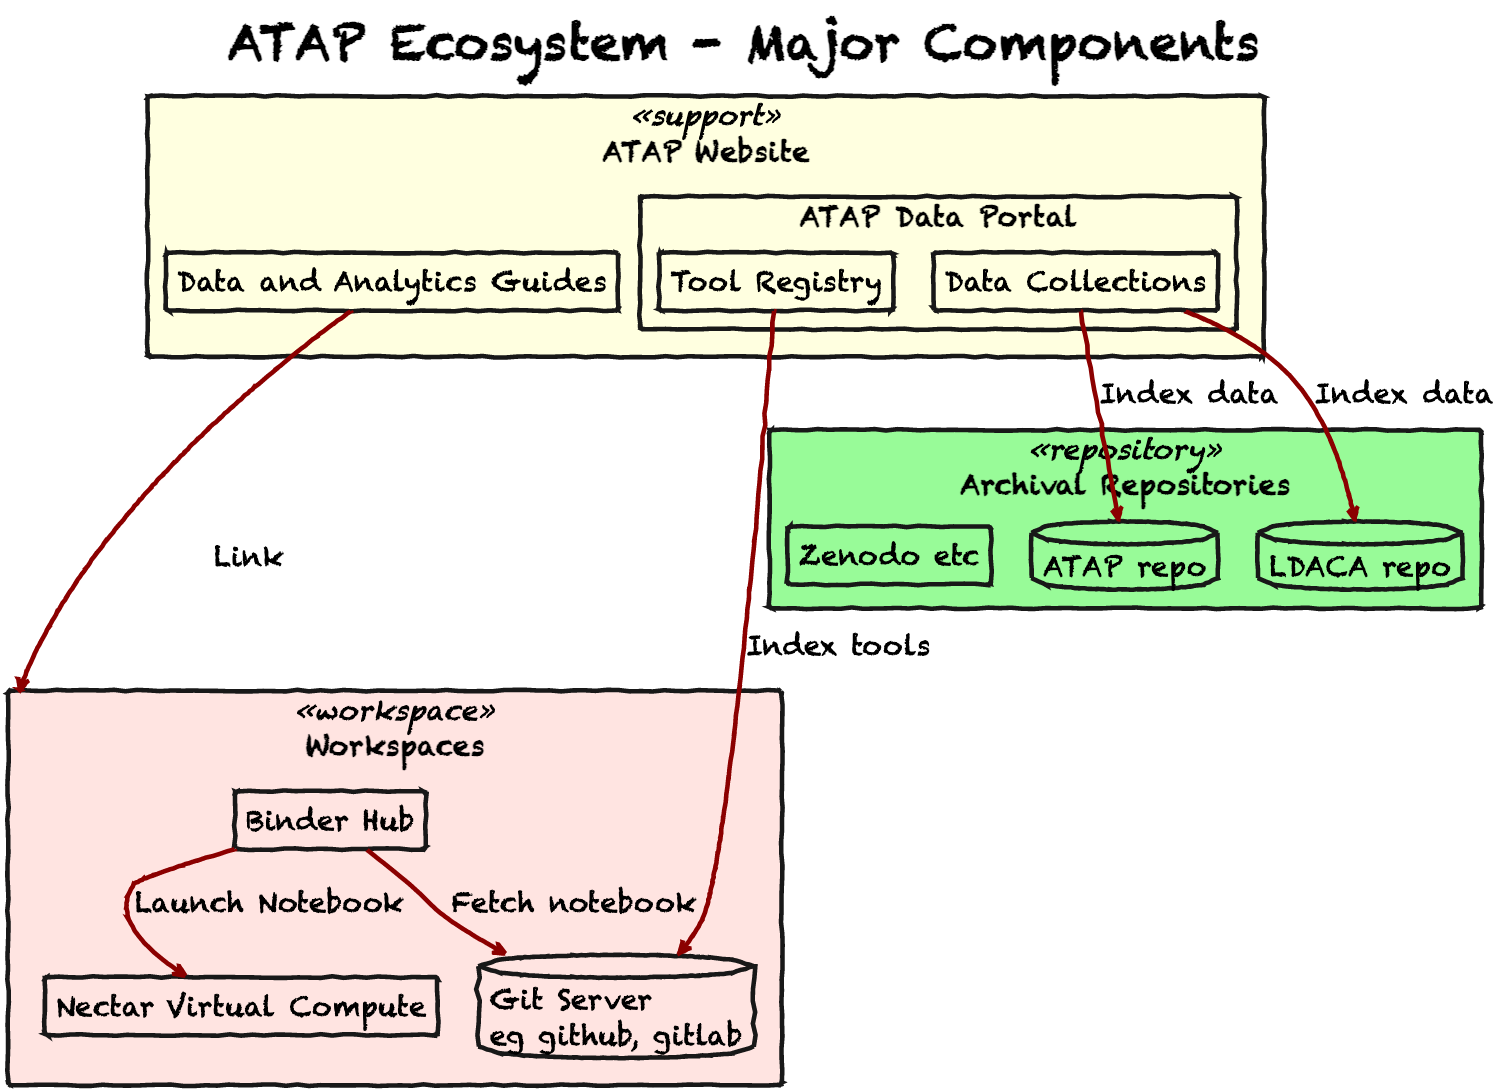 ATAP Ecosystem - Major Components
«support»
ATAP Website
ATAP Data Portal
Data and Analytics Guides
Tool Registry
Data Collections
Index data
Index data
«repository»
Archival Repositories
Zenodo etc
ATAP repo
LDACA repo
Link
Index tools
«workspace»
Workspaces
Binder Hub
Launch Notebook
Fetch notebook
Nectar Virtual Compute
Git Server
eg github, gitlab